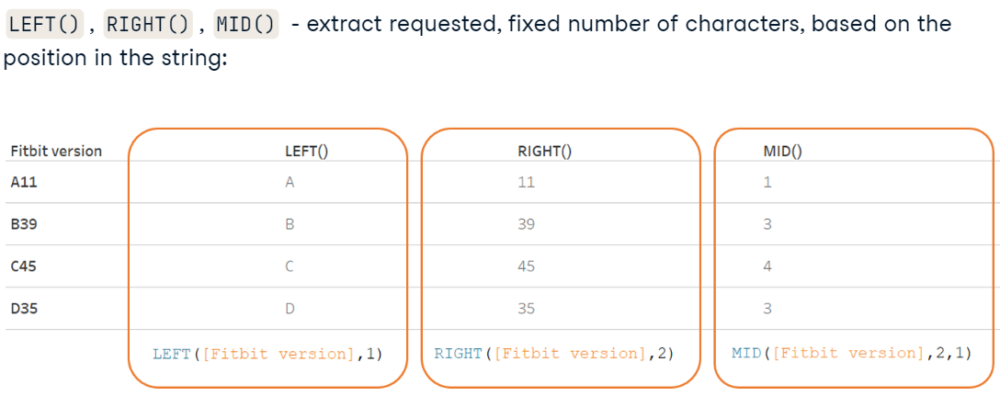 LEFT() , RIGHT() , MID() - extract requested, fixed number of characters, based on the
position in the string:
Fitbit version LEFT() RIGHT() MID()
A11 A 11 1
B39 B 39 3
C45 C 45 4
D35 D 35 3
LEFT([Fitbit version],1) RIGHT([Fitbit version],2) MID([Fitbit version],2,1)